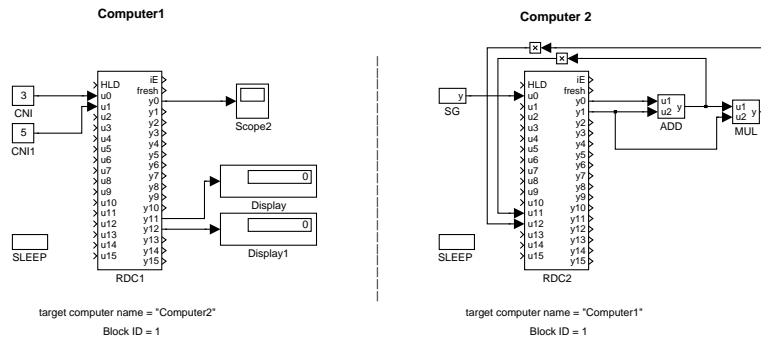 Computer1
3
CNI
5
CNI1
HLD
u0
u1
u2
u3
u4
u5
u6
u7
u8
u9
u10
u11
u12
u13
u14
u15
iE
fresh
y0
y1
y2
y3
y4
y5
y6
y7
y8
y9
y10
y11
y12
y13
y14
y15
RDC1
Scope2
0
Display
0
Display1
SLEEP
target computer name = "Computer2"
Block ID = 1
Computer 2
×
×
y
SG
HLD
u0
u1
u2
u3
u4
u5
u6
u7
u8
u9
u10
u11
u12
u13
u14
u15
iE
fresh
y0
y1
y2
y3
y4
y5
y6
y7
y8
y9
y10
y11
y12
y13
y14
y15
RDC2
u1
u2
y
ADD
u1
u2
y
MUL
SLEEP
target computer name = "Computer1"
Block ID = 1